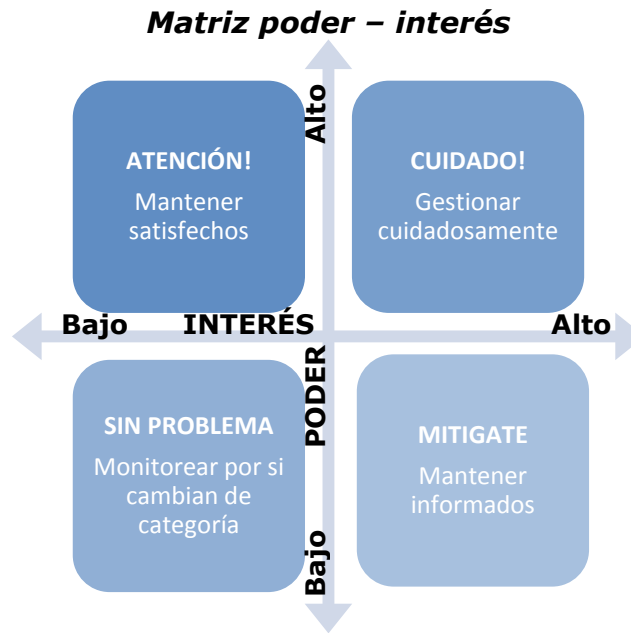 Matriz poder – interés
Alto
ATENCIÓN!
Mantener
satisfechos
CUIDADO!
Gestionar
cuidadosamente
Bajo
INTERÉS
Alto
PODER
SIN PROBLEMA
Monitorear por si
cambian de
categoría
MITIGATE
Mantener
informados
Bajo